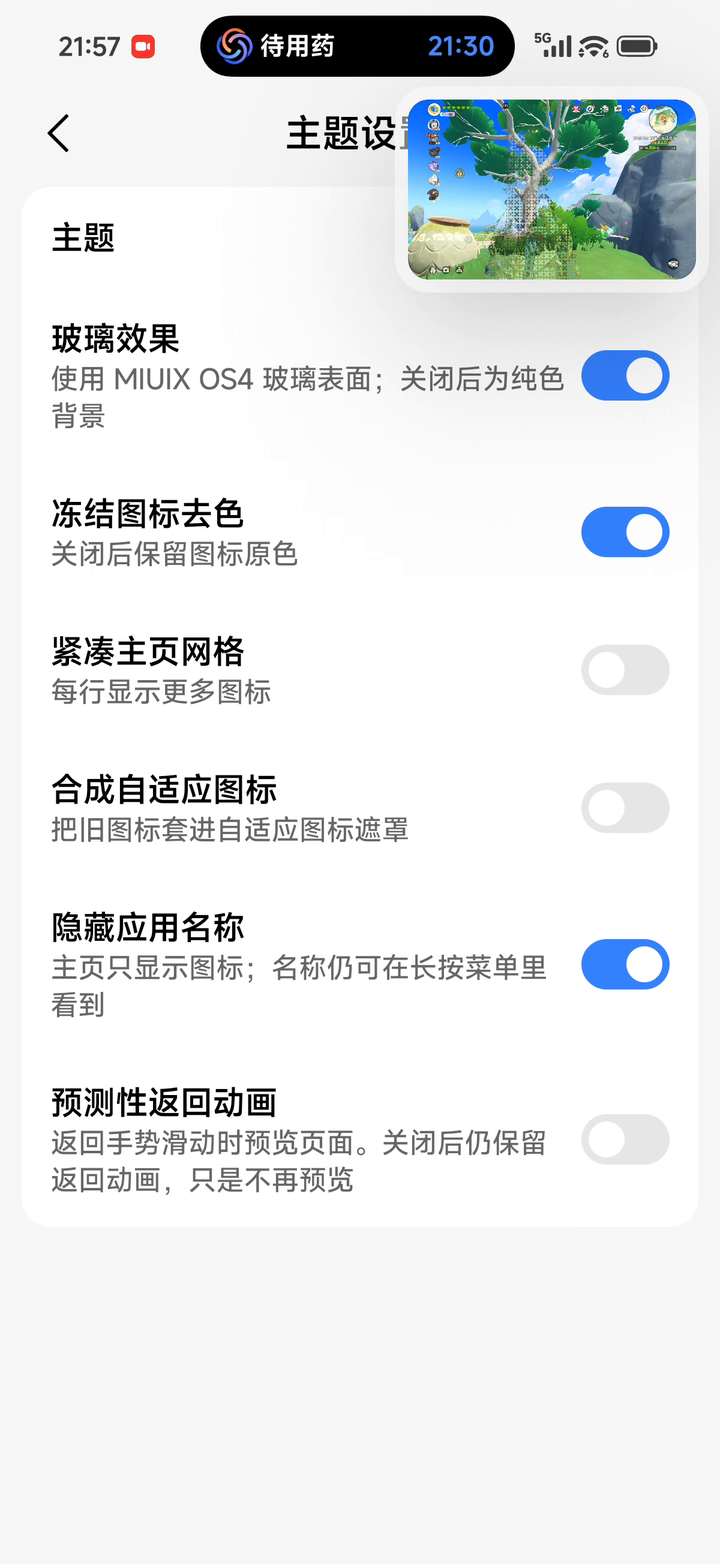 21:57
待用药 21:30
5G
6
主题设
主题
玻璃效果
使用 MIUIX OS4 玻璃表面；关闭后为纯色
背景
冻结图标去色
关闭后保留图标原色
紧凑主页网格
每行显示更多图标
合成自适应图标
把旧图标套进自适应图标遮罩
隐藏应用名称
主页只显示图标；名称仍可在长按菜单里
看到
预测性返回动画
返回手势滑动时预览页面。关闭后仍保留
返回动画，只是不再预览